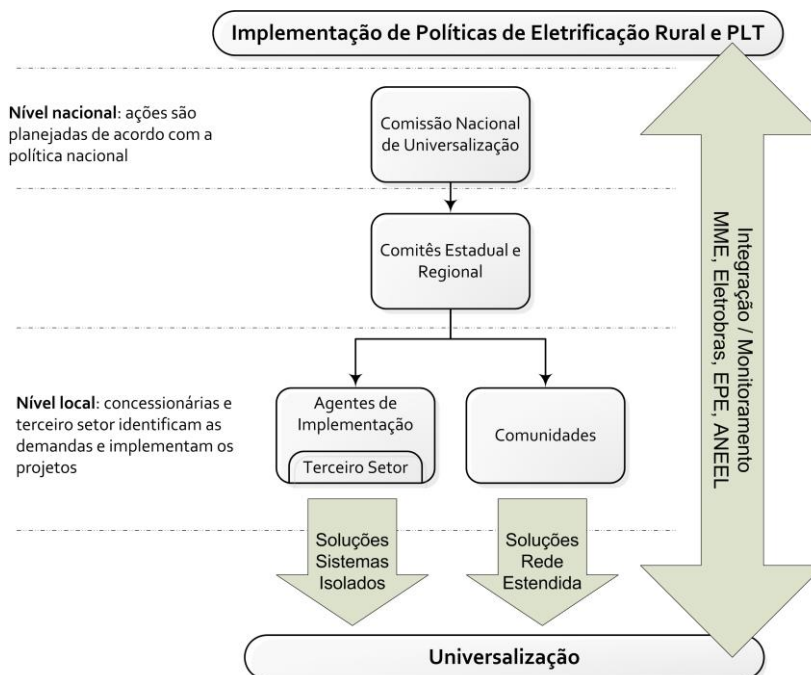 Implementação de Políticas de Eletrificação Rural e PLT
Nível nacional: ações são
planejadas de acordo com a
política nacional
Comissão Nacional
de Universalização
Comitês Estadual e
Regional
Nível local: concessionárias e
terceiro setor identificam as
demandas e implementam os
projetos
Agentes de
Implementação
Terceiro Setor
Comunidades
Soluções
Sistemas
Isolados
Soluções
Rede
Estendida
Integração / Monitoramento
MME, Eletrobras, EPE, ANEEL
Universalização